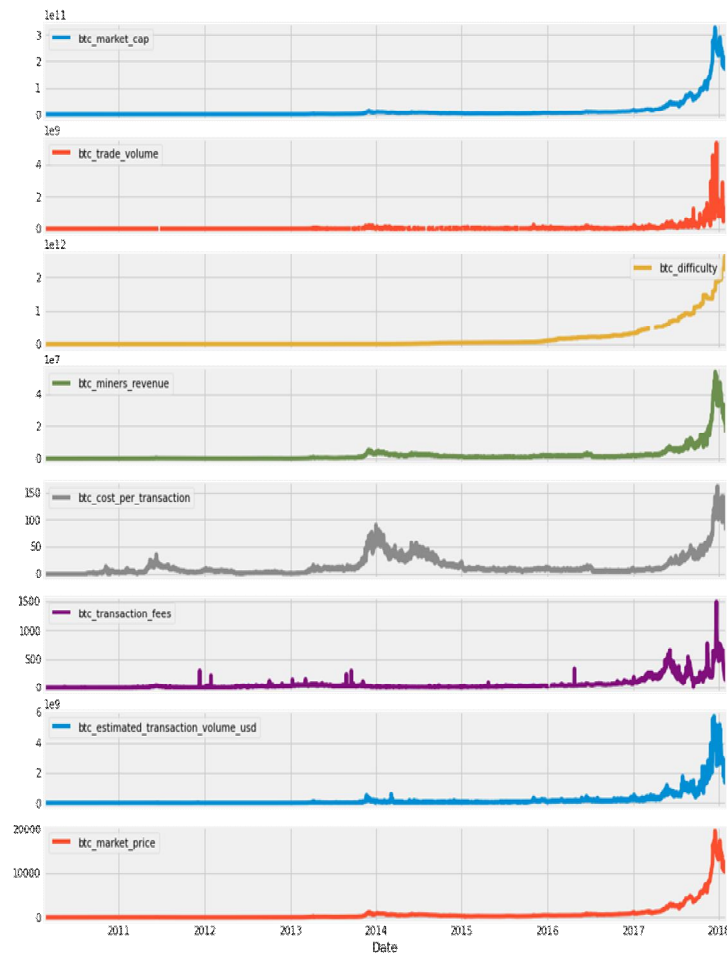 1e11
btc_market_cap
3
2
1
0
1e9
btc_trade_volume
4
2
0
1e12
btc_difficulty
2
1
0
1e7
btc_miners_revenue
4
2
0
btc_cost_per_transaction
150
100
50
0
1500
btc_transaction_fees
1000
500
0
1e9
6
btc_estimated_transaction_volume_usd
4
2
0
20000
btc_market_price
10000
0
2011 2012 2013 2014 2015 2016 2017 2018
Date